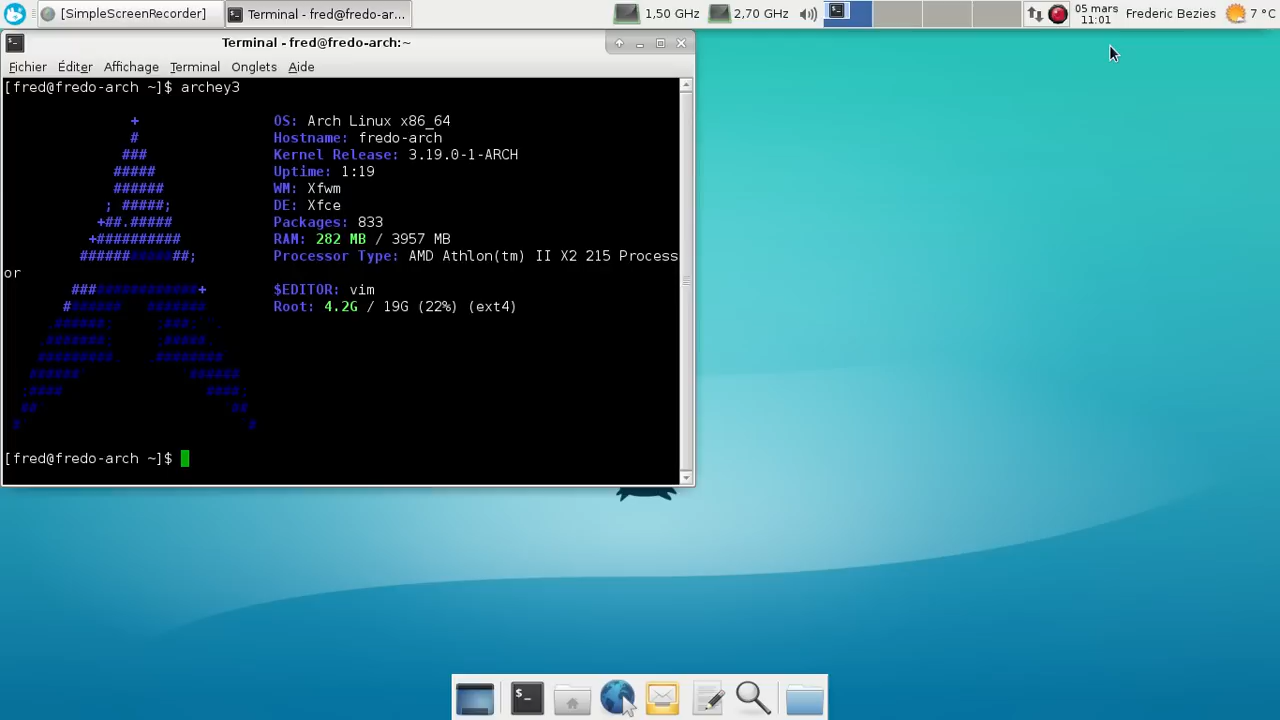 [SimpleScreenRecorder]
Terminal - fred@fredo-ar...
1,50 GHz
2,70 GHz
05 mars
11:01
Frederic Bezies
7 °C
Terminal - fred@fredo-arch:~
Fichier Éditer Affichage Terminal Onglets Aide
[fred@fredo-arch ~]$ archey3
OS: Arch Linux x86_64
Hostname: fredo-arch
Kernel Release: 3.19.0-1-ARCH
Uptime: 1:19
WM: Xfwm
DE: Xfce
Packages: 833
RAM: 282 MB / 3957 MB
Processor Type: AMD Athlon(tm) II X2 215 Process
or
$EDITOR: vim
Root: 4.2G / 19G (22%) (ext4)
[fred@fredo-arch ~]$